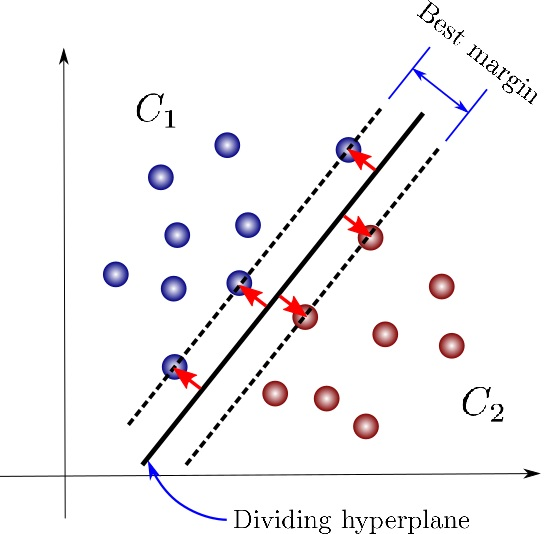 Best margin
C₁
C₂
Dividing hyperplane